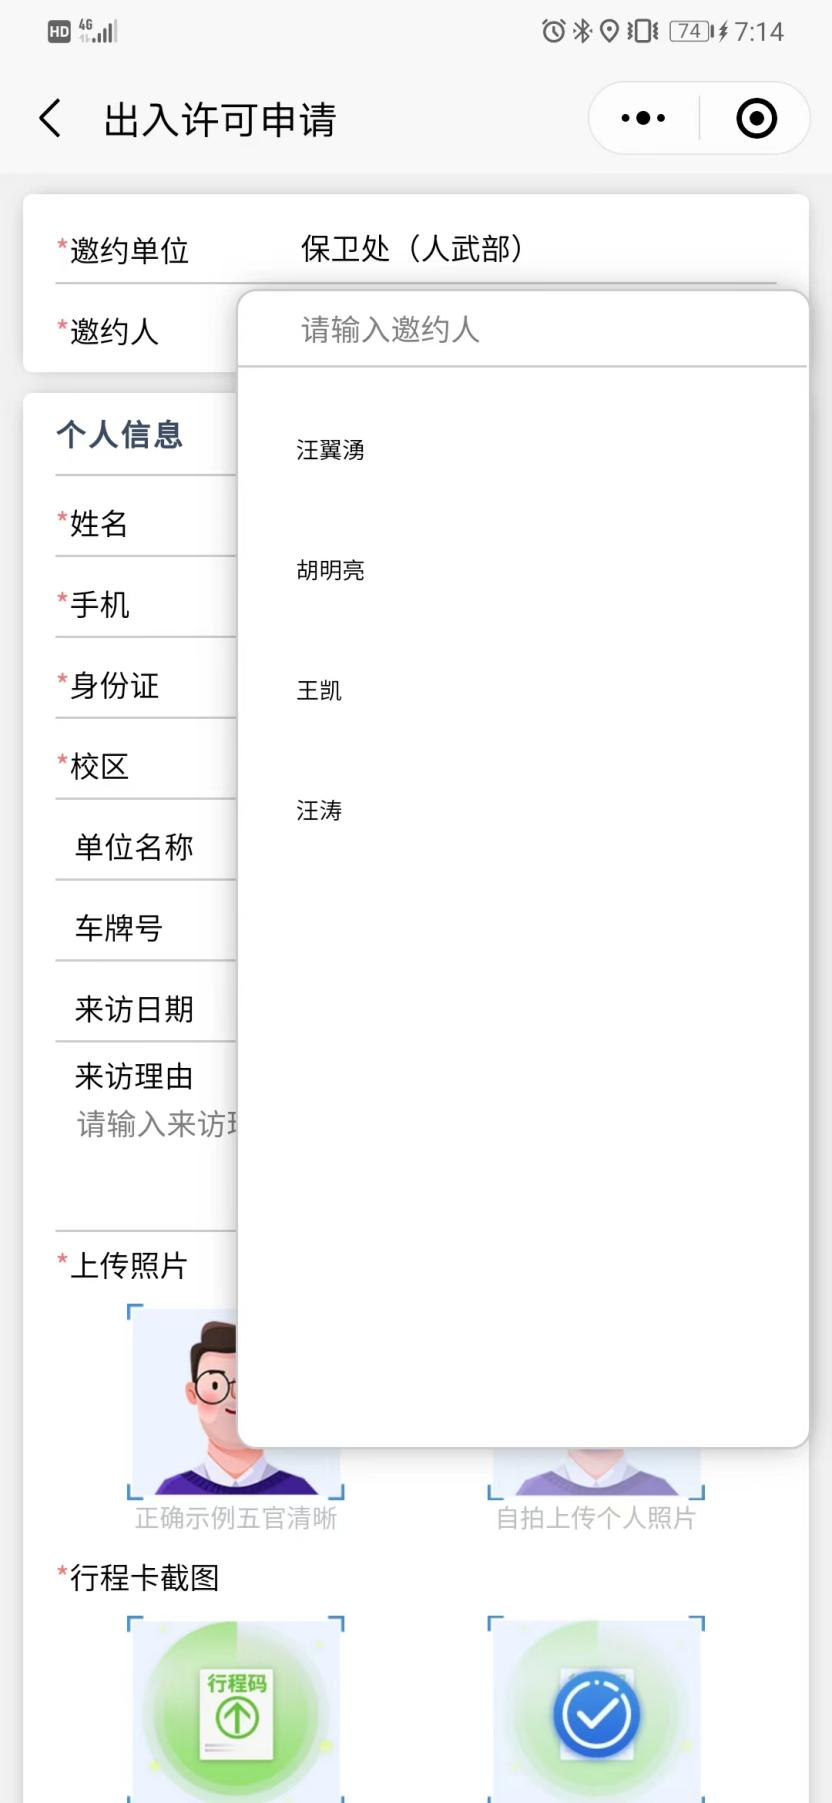 HD 4G 74 7:14
出入许可申请
*邀约单位 保卫处（人武部）
*邀约人 请输入邀约人
汪翼湧
胡明亮
王凯
汪涛
个人信息
*姓名
*手机
*身份证
*校区
单位名称
车牌号
来访日期
来访理由
请输入来访
*上传照片
正确示例五官清晰 自拍上传个人照片
*行程卡截图
行程码